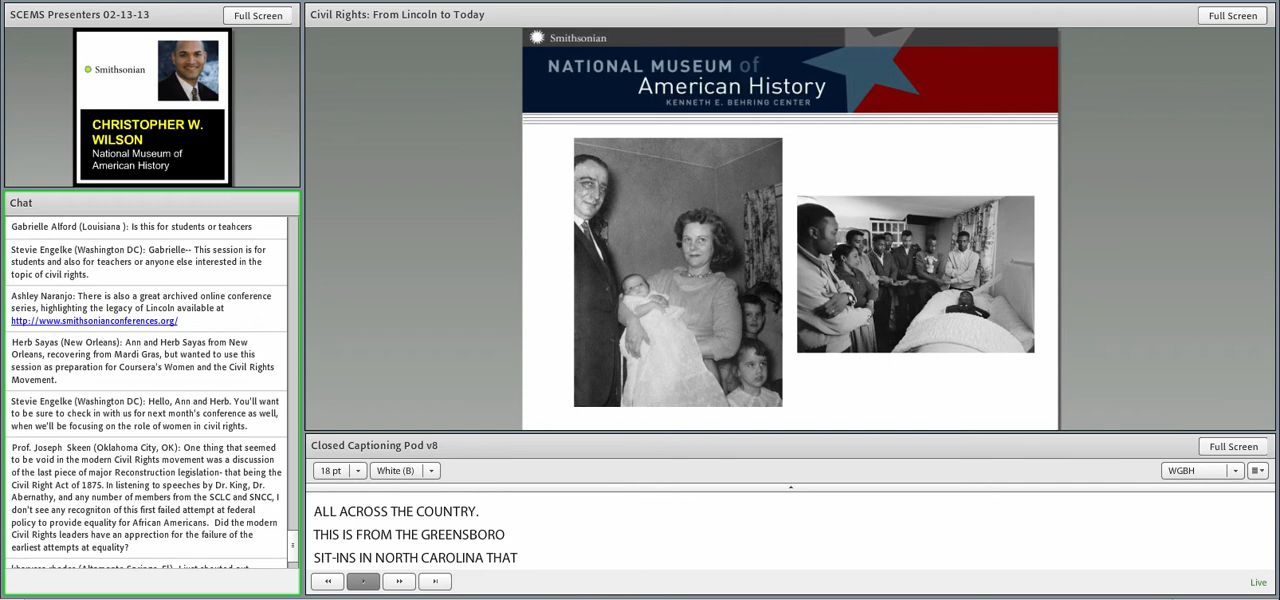 SCEMS Presenters 02-13-13
Full Screen
Smithsonian
CHRISTOPHER W.
WILSON
National Museum of
American History
Chat
Gabrielle Alford (Louisiana ): Is this for students or teahcers
Stevie Engelke (Washington DC): Gabrielle-- This session is for
students and also for teachers or anyone else interested in the
topic of civil rights.
Ashley Naranjo: There is also a great archived online conference
series, highlighting the legacy of Lincoln available at
http://www.smithsonianconferences.org/
Herb Sayas (New Orleans): Ann and Herb Sayas from New
Orleans, recovering from Mardi Gras, but wanted to use this
session as preparation for Coursera's Women and the Civil Rights
Movement.
Stevie Engelke (Washington DC): Hello, Ann and Herb. You'll want
to be sure to check in with us for next month's conference as well,
when we'll be focusing on the role of women in civil rights.
Prof. Joseph Skeen (Oklahoma City, OK): One thing that seemed
to be void in the modern Civil Rights movement was a discussion
of the last piece of major Reconstruction legislation- that being the
Civil Right Act of 1875. In listening to speeches by Dr. King, Dr.
Abernathy, and any number of members from the SCLC and SNCC, I
don't see any recogniton of this first failed attempt at federal
policy to provide equality for African Americans. Did the modern
Civil Rights leaders have an apprection for the failure of the
earliest attempts at equality?
Civil Rights: From Lincoln to Today
Full Screen
Smithsonian
NATIONAL MUSEUM of
American History
KENNETH E. BEHRING CENTER
Closed Captioning Pod v8
Full Screen
18 pt
White (B)
WGBH
ALL ACROSS THE COUNTRY.
THIS IS FROM THE GREENSBORO
SIT-INS IN NORTH CAROLINA THAT
Live